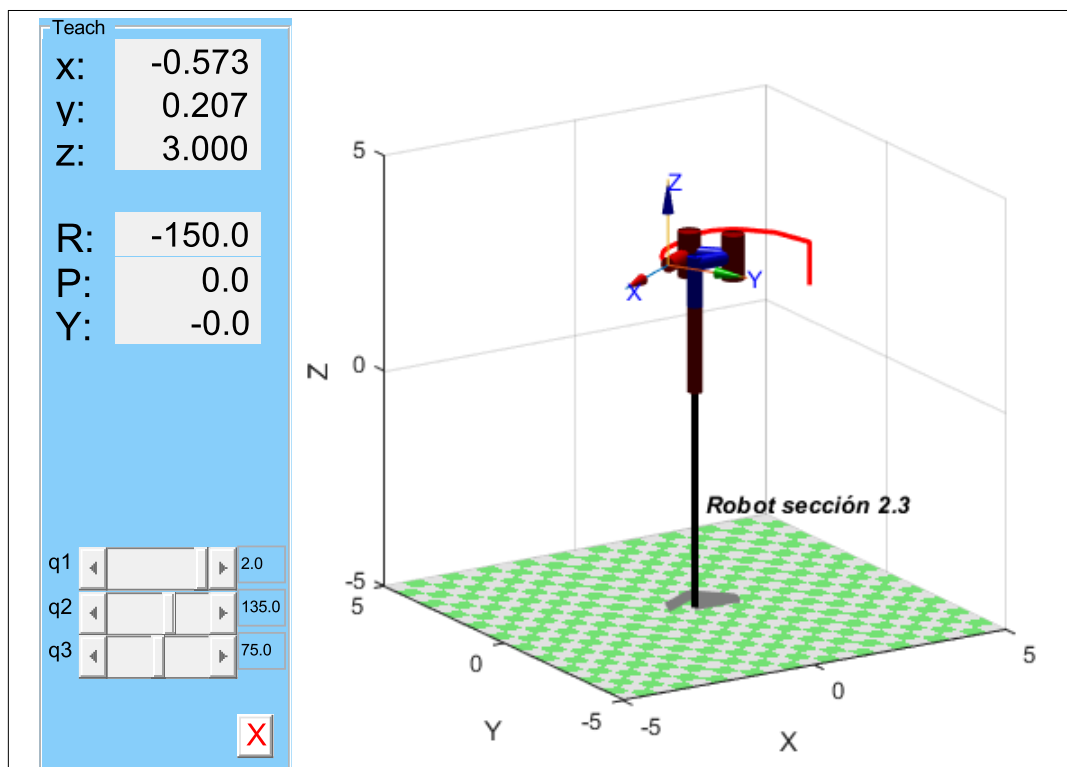 Teach
x: -0.573
y: 0.207
z: 3.000
R: -150.0
P: 0.0
Y: -0.0
q1 2.0
q2 135.0
q3 75.0
X
5
0
-5
Z
5
0
-5
Y
-5
0
5
X
Z
X
Y
Robot sección 2.3